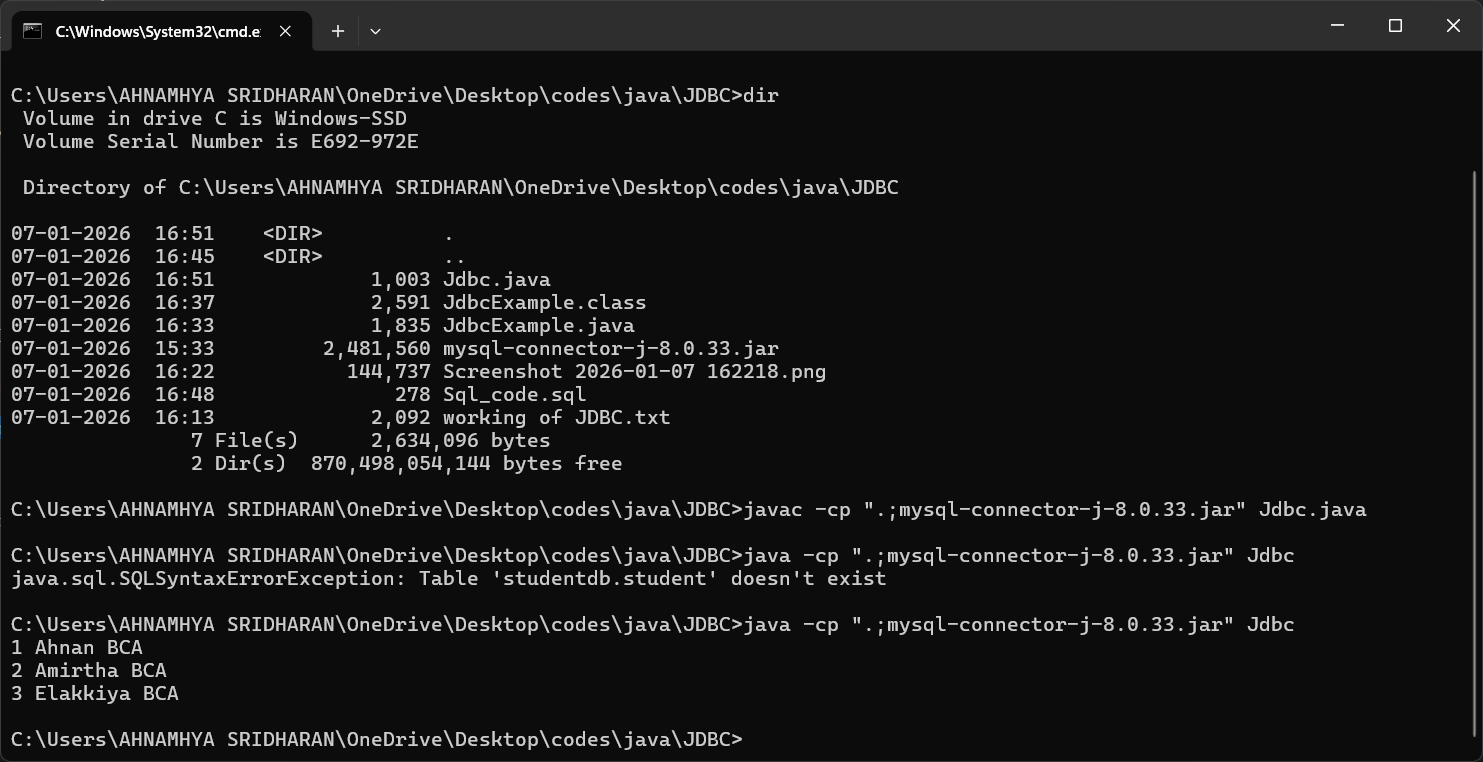 C:\Windows\System32\cmd.e
C:\Users\AHNAMHYA SRIDHARAN\OneDrive\Desktop\codes\java\JDBC>dir
 Volume in drive C is Windows-SSD
 Volume Serial Number is E692-972E
 Directory of C:\Users\AHNAMHYA SRIDHARAN\OneDrive\Desktop\codes\java\JDBC
07-01-2026  16:51    <DIR>          .
07-01-2026  16:45    <DIR>          ..
07-01-2026  16:51             1,003 Jdbc.java
07-01-2026  16:37             2,591 JdbcExample.class
07-01-2026  16:33             1,835 JdbcExample.java
07-01-2026  15:33         2,481,560 mysql-connector-j-8.0.33.jar
07-01-2026  16:22           144,737 Screenshot 2026-01-07 162218.png
07-01-2026  16:48               278 Sql_code.sql
07-01-2026  16:13             2,092 working of JDBC.txt
               7 File(s)      2,634,096 bytes
               2 Dir(s)  870,498,054,144 bytes free
C:\Users\AHNAMHYA SRIDHARAN\OneDrive\Desktop\codes\java\JDBC>javac -cp ".;mysql-connector-j-8.0.33.jar" Jdbc.java
C:\Users\AHNAMHYA SRIDHARAN\OneDrive\Desktop\codes\java\JDBC>java -cp ".;mysql-connector-j-8.0.33.jar" Jdbc
java.sql.SQLSyntaxErrorException: Table 'studentdb.student' doesn't exist
C:\Users\AHNAMHYA SRIDHARAN\OneDrive\Desktop\codes\java\JDBC>java -cp ".;mysql-connector-j-8.0.33.jar" Jdbc
1 Ahnan BCA
2 Amirtha BCA
3 Elakkiya BCA
C:\Users\AHNAMHYA SRIDHARAN\OneDrive\Desktop\codes\java\JDBC>